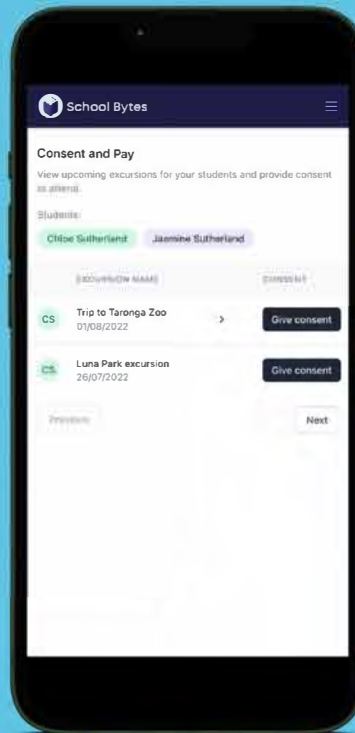 School Bytes
Consent and Pay
View upcoming excursions for your students and provide consent
to attend.
Students:
Chloe Sutherland Jasmine Sutherland
EXCURSION NAME CONSENT
CS Trip to Taronga Zoo > Give consent
01/08/2022
CS Luna Park excursion Give consent
26/07/2022
Previous Next